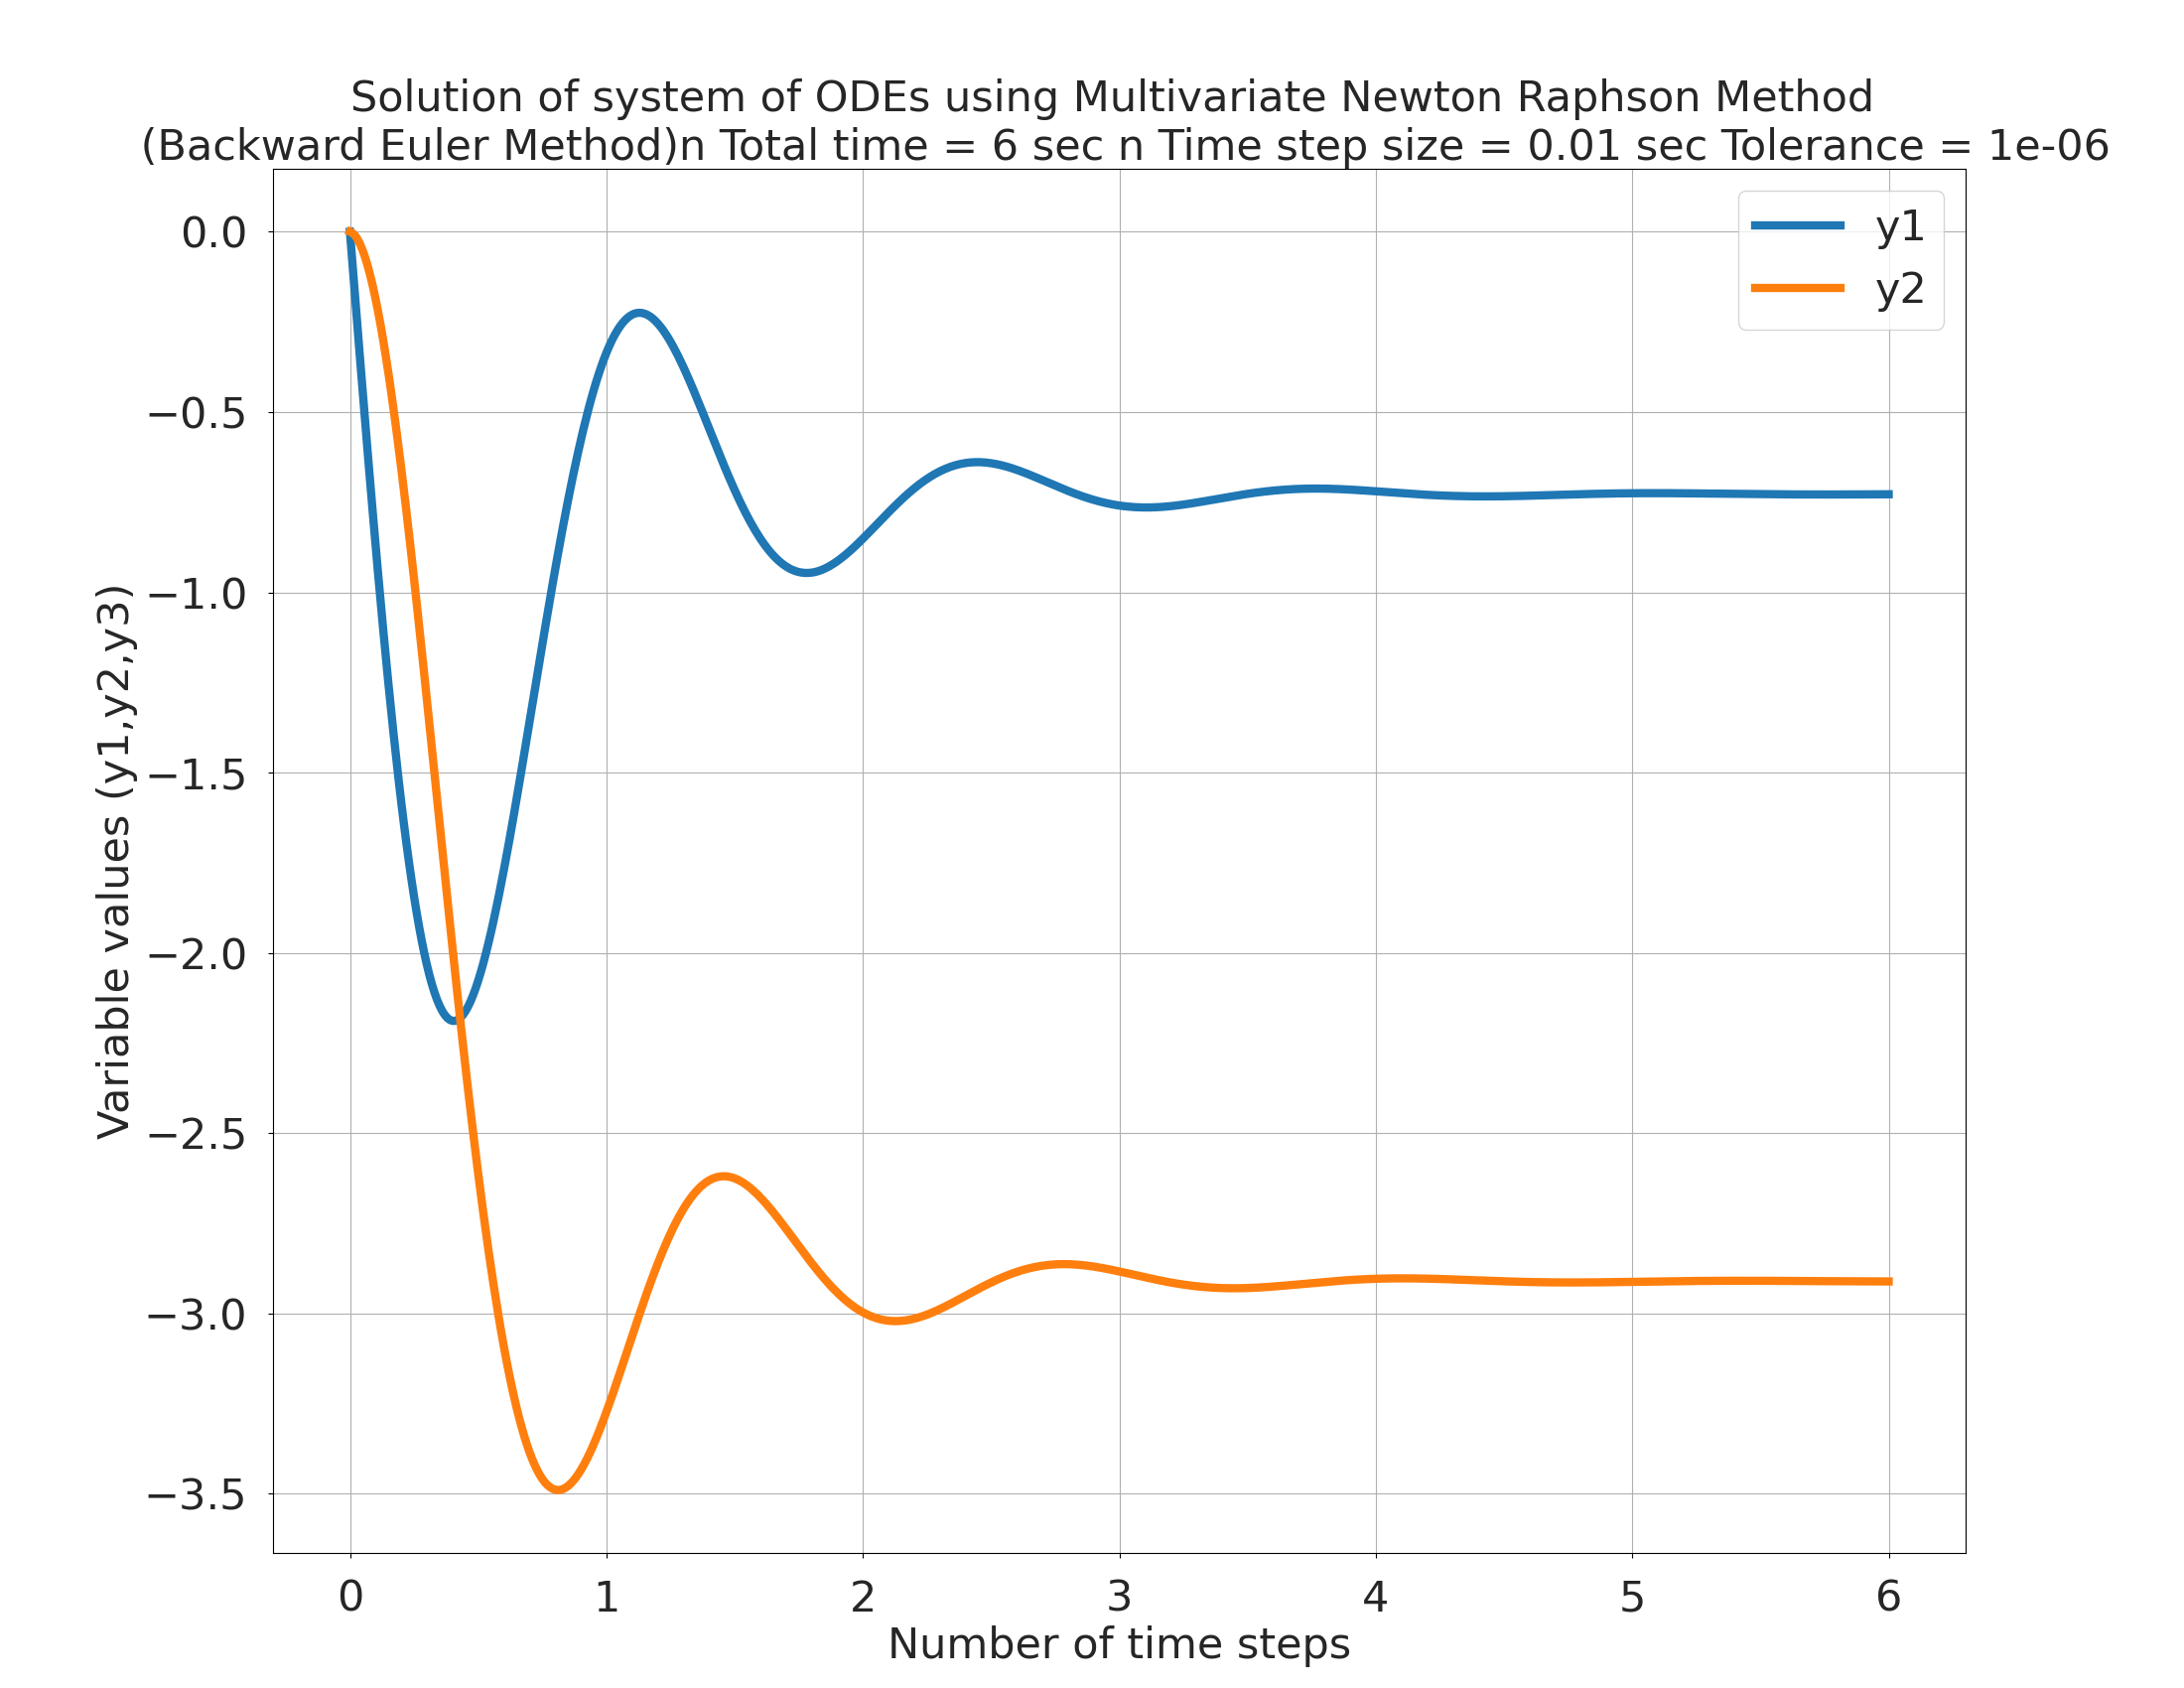 Solution of system of ODEs using Multivariate Newton Raphson Method
(Backward Euler Method)n Total time = 6 sec n Time step size = 0.01 sec Tolerance = 1e-06
y1
y2
Variable values (y1,y2,y3)
0.0
−0.5
−1.0
−1.5
−2.0
−2.5
−3.0
−3.5
0 1 2 3 4 5 6
Number of time steps